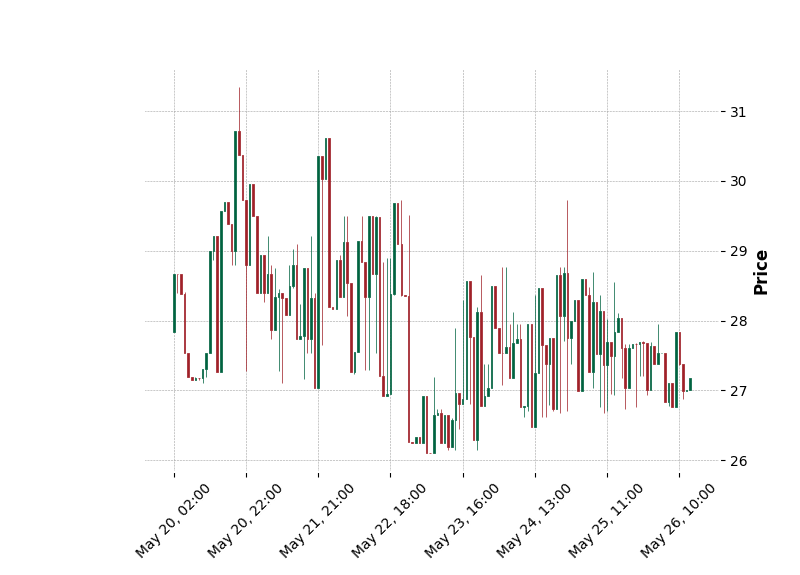 31
30
29
28
27
26
Price
May 20, 02:00
May 20, 22:00
May 21, 21:00
May 22, 18:00
May 23, 16:00
May 24, 13:00
May 25, 11:00
May 26, 10:00